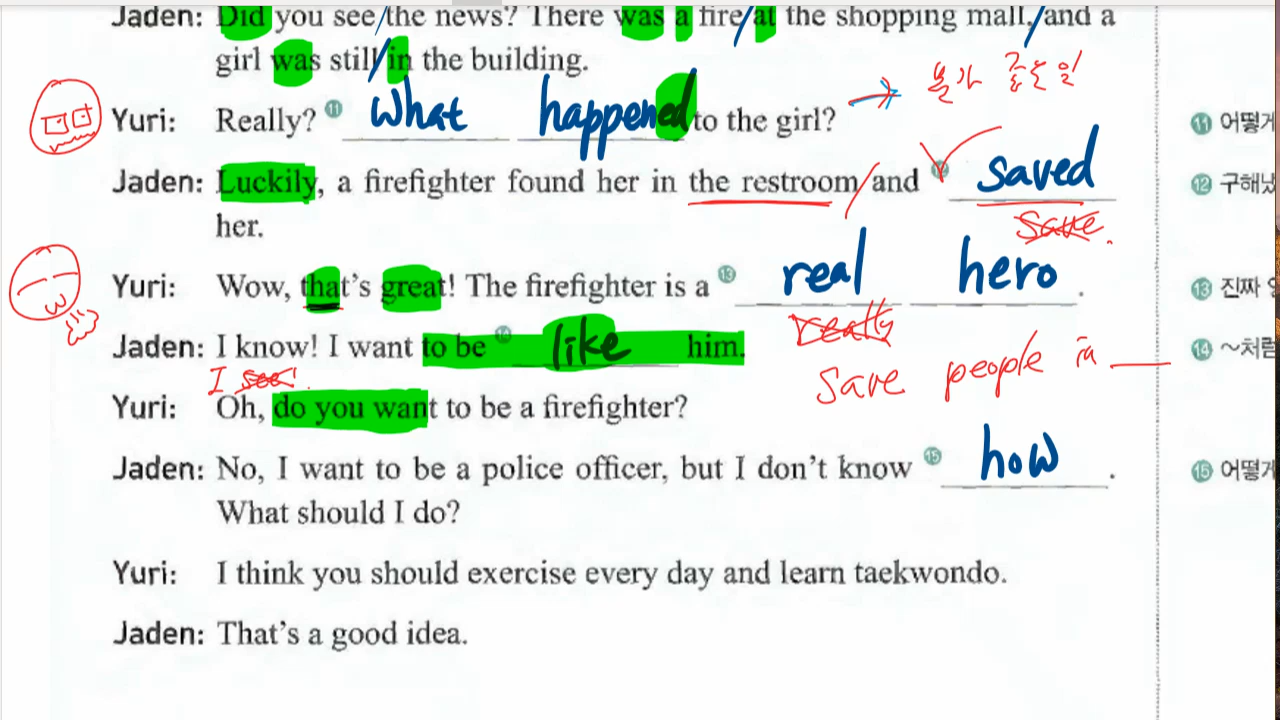 Jaden: Did you see/the news? There was a fire/at the shopping mall,/and a
girl was still/in the building.
Yuri: Really? ⑪ what happened to the girl? → 불가 좋은일
⑪ 어떻게
Jaden: Luckily, a firefighter found her in the restroom/and ⑫ saved
⑫ 구해냈
her. save.
Yuri: Wow, that's great! The firefighter is a ⑬ real hero.
⑬ 진짜
really
Jaden: I know! I want to be ⑭ like him.
⑭ ~처럼
I see!
save people in
Yuri: Oh, do you want to be a firefighter?
Jaden: No, I want to be a police officer, but I don't know ⑮ how.
⑮ 어떻게
What should I do?
Yuri: I think you should exercise every day and learn taekwondo.
Jaden: That's a good idea.